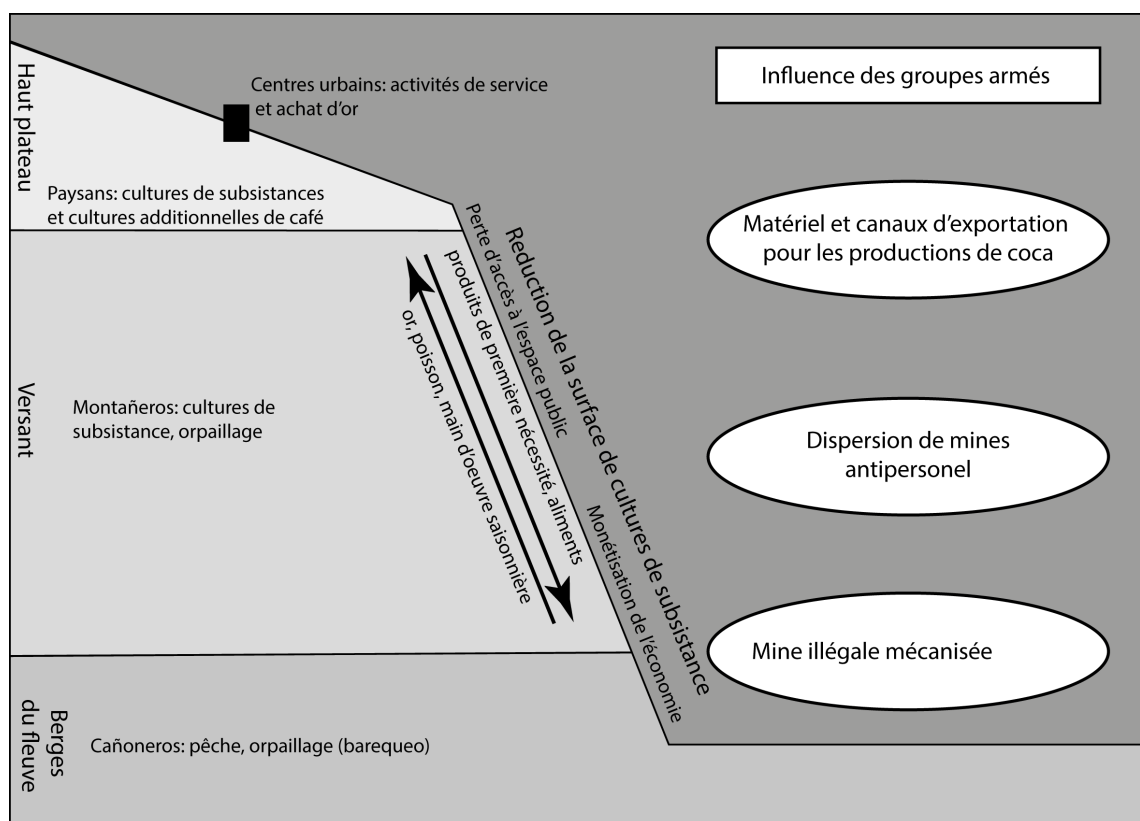 Haut plateau
Centres urbains: activités de service
et achat d'or
Paysans: cultures de subsistances
et cultures additionnelles de café
Versant
Montañeros: cultures de
subsistance, orpaillage
or, poisson, main d'oeuvre saisonnière
produits de première nécessité, aliments
Perte d'accès à l'espace public
Monétisation de l'économie
Reduction de la surface de cultures de subsistance
Berges
du fleuve
Cañoneros: pêche, orpaillage (barequeo)
Influence des groupes armés
Matériel et canaux d'exportation
pour les productions de coca
Dispersion de mines
antipersonel
Mine illégale mécanisée